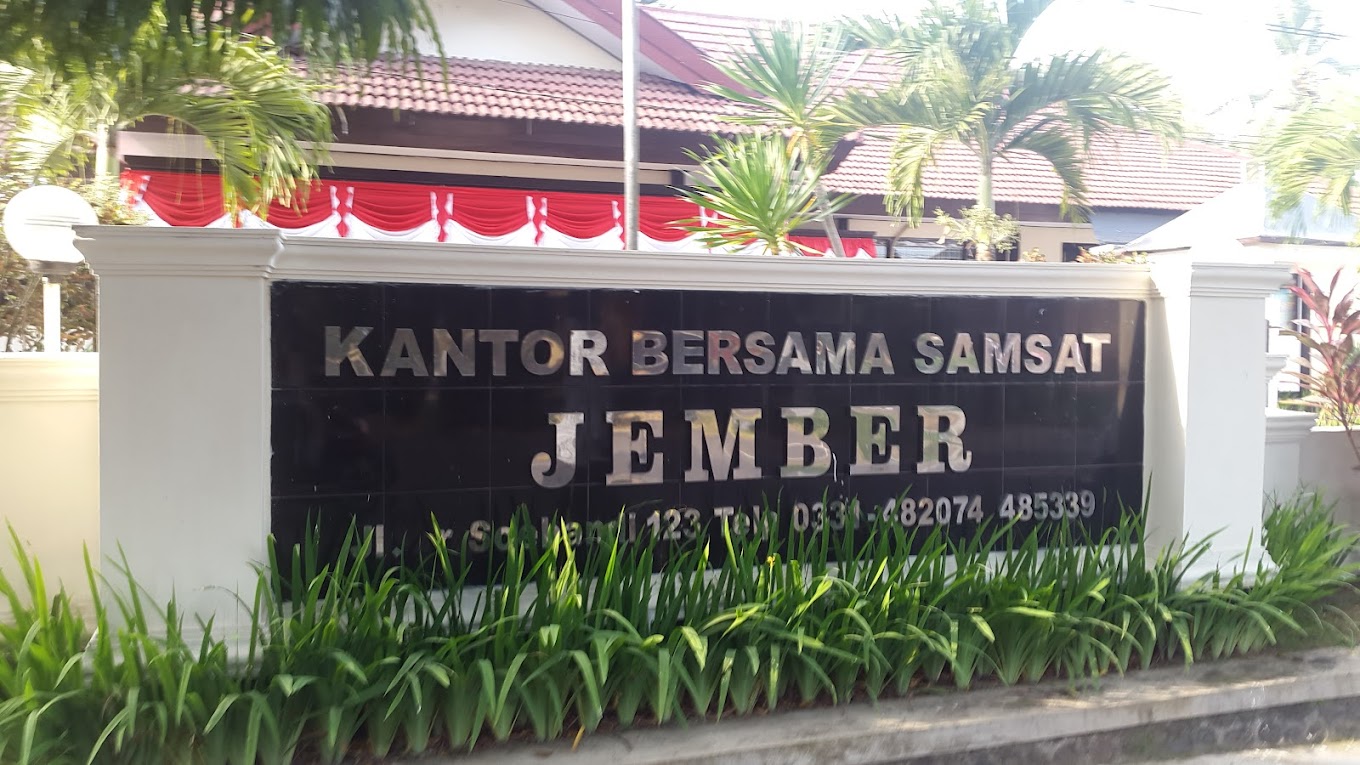 KANTOR BERSAMA SAMSAT
JEMBER
123 Telp 0331-482074 485339